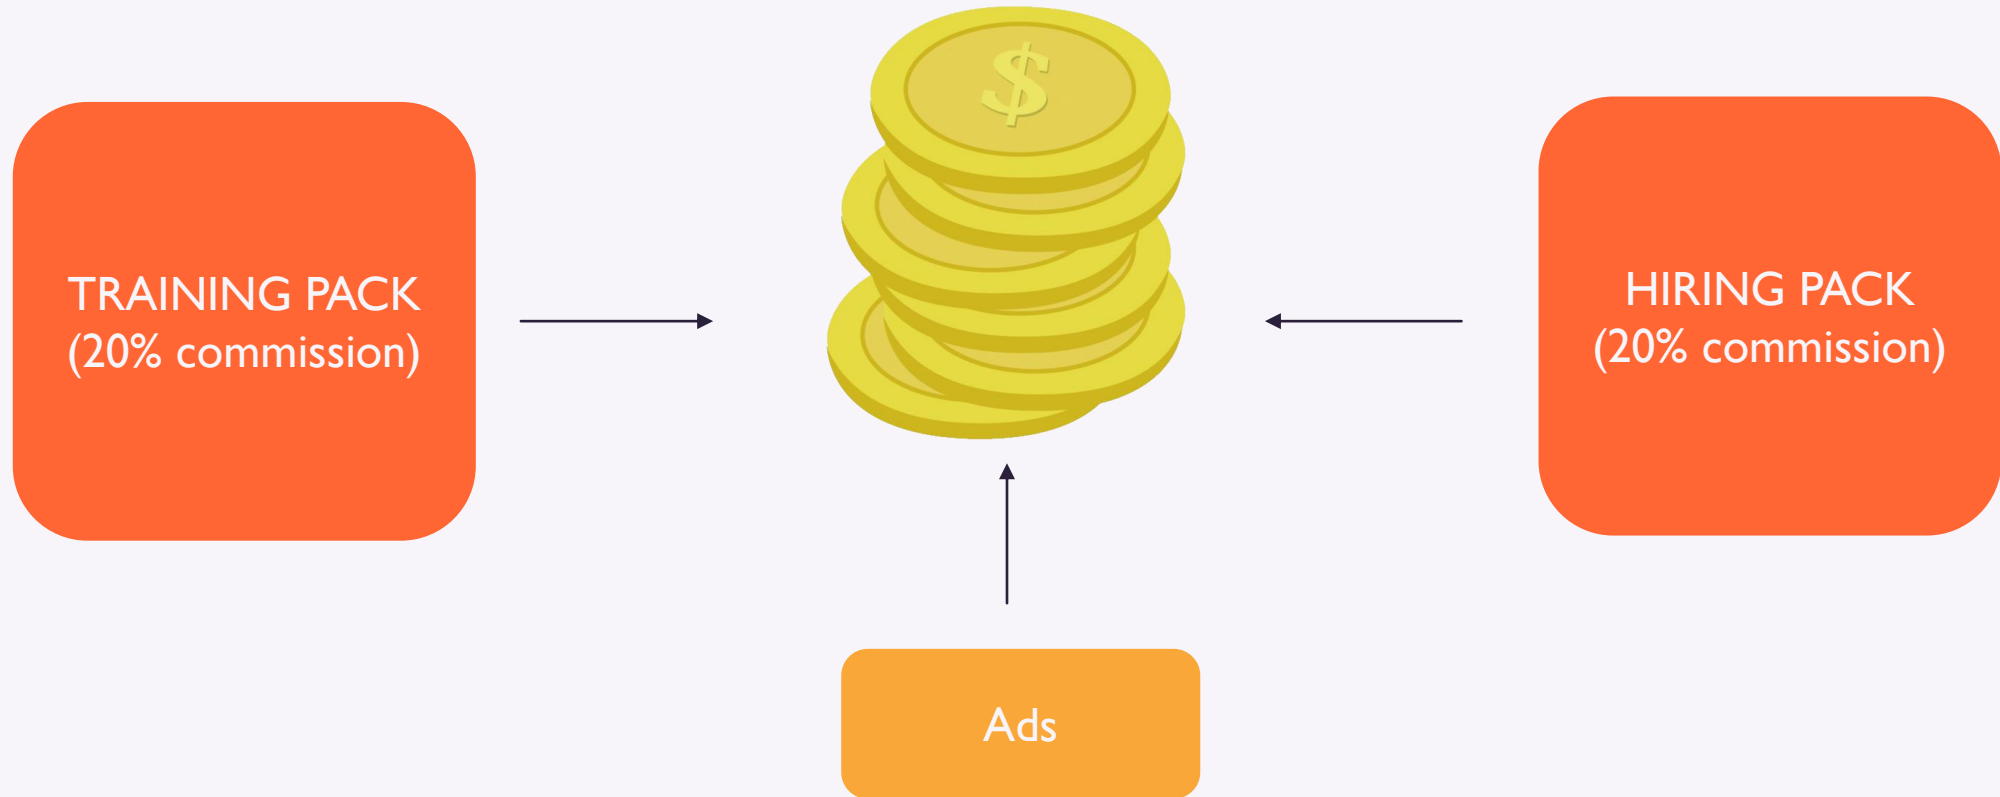 $
TRAINING PACK
(20% commission)
HIRING PACK
(20% commission)
Ads